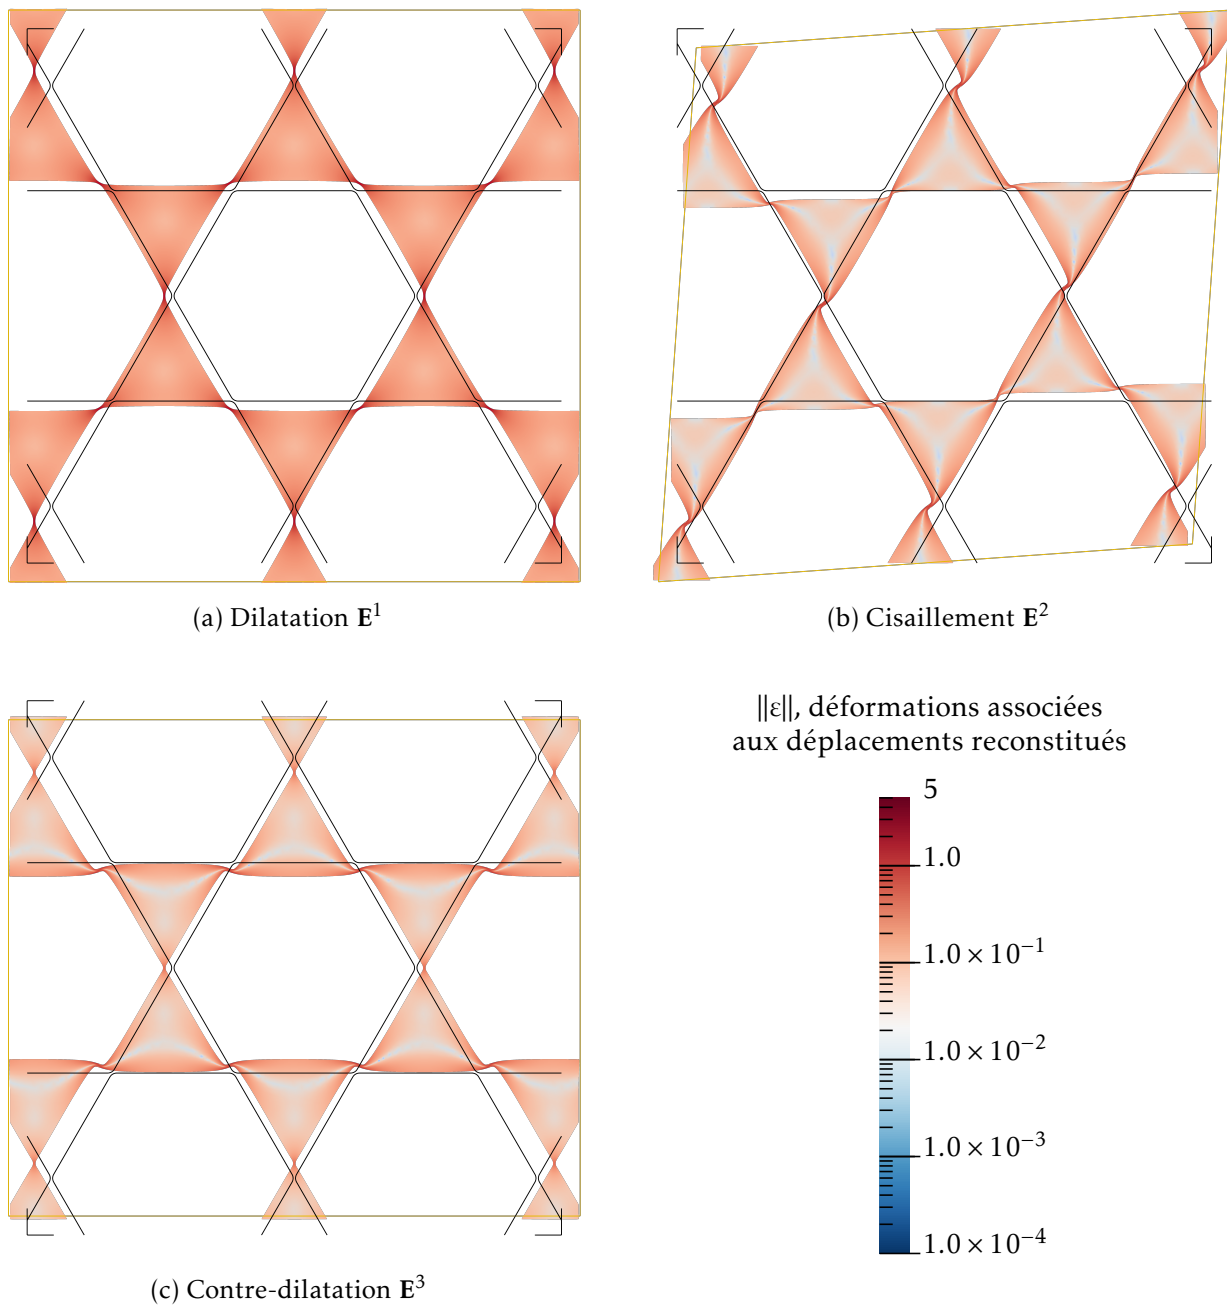 (a) Dilatation E¹
(b) Cisaillement E²
‖ε‖, déformations associées
aux déplacements reconstitués
5
1.0
1.0 × 10⁻¹
1.0 × 10⁻²
1.0 × 10⁻³
1.0 × 10⁻⁴
(c) Contre-dilatation E³